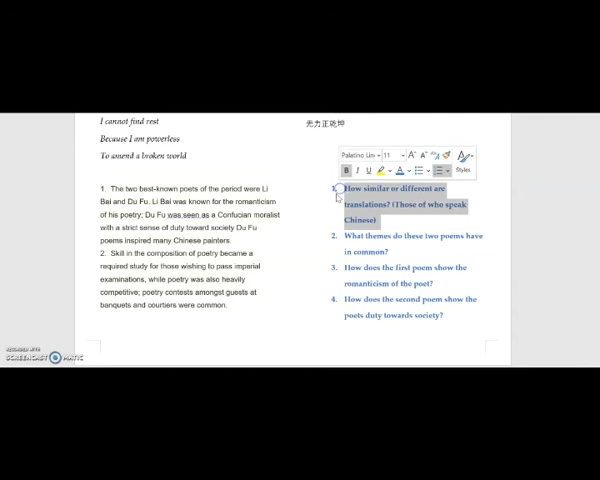 I cannot find rest
Because I am powerless
To amend a broken world
无力正乾坤
Palatino Lin
11
B I U
Styles
1. The two best-known poets of the period were Li
Bai and Du Fu. Li Bai was known for the romanticism
of his poetry; Du Fu was seen as a Confucian moralist
with a strict sense of duty toward society Du Fu
poems inspired many Chinese painters
2. Skill in the composition of poetry became a
required study for those wishing to pass imperial
examinations, while poetry was also heavily
competitive; poetry contests amongst guests at
banquets and courtiers were common.
1. How similar or different are
translations? (Those of who speak
Chinese)
2. What themes do these two poems have
in common?
3. How does the first poem show the
romanticism of the poet?
4. How does the second poem show the
poets duty towards society?
RECORDED WITH
SCREENCAST MATIC